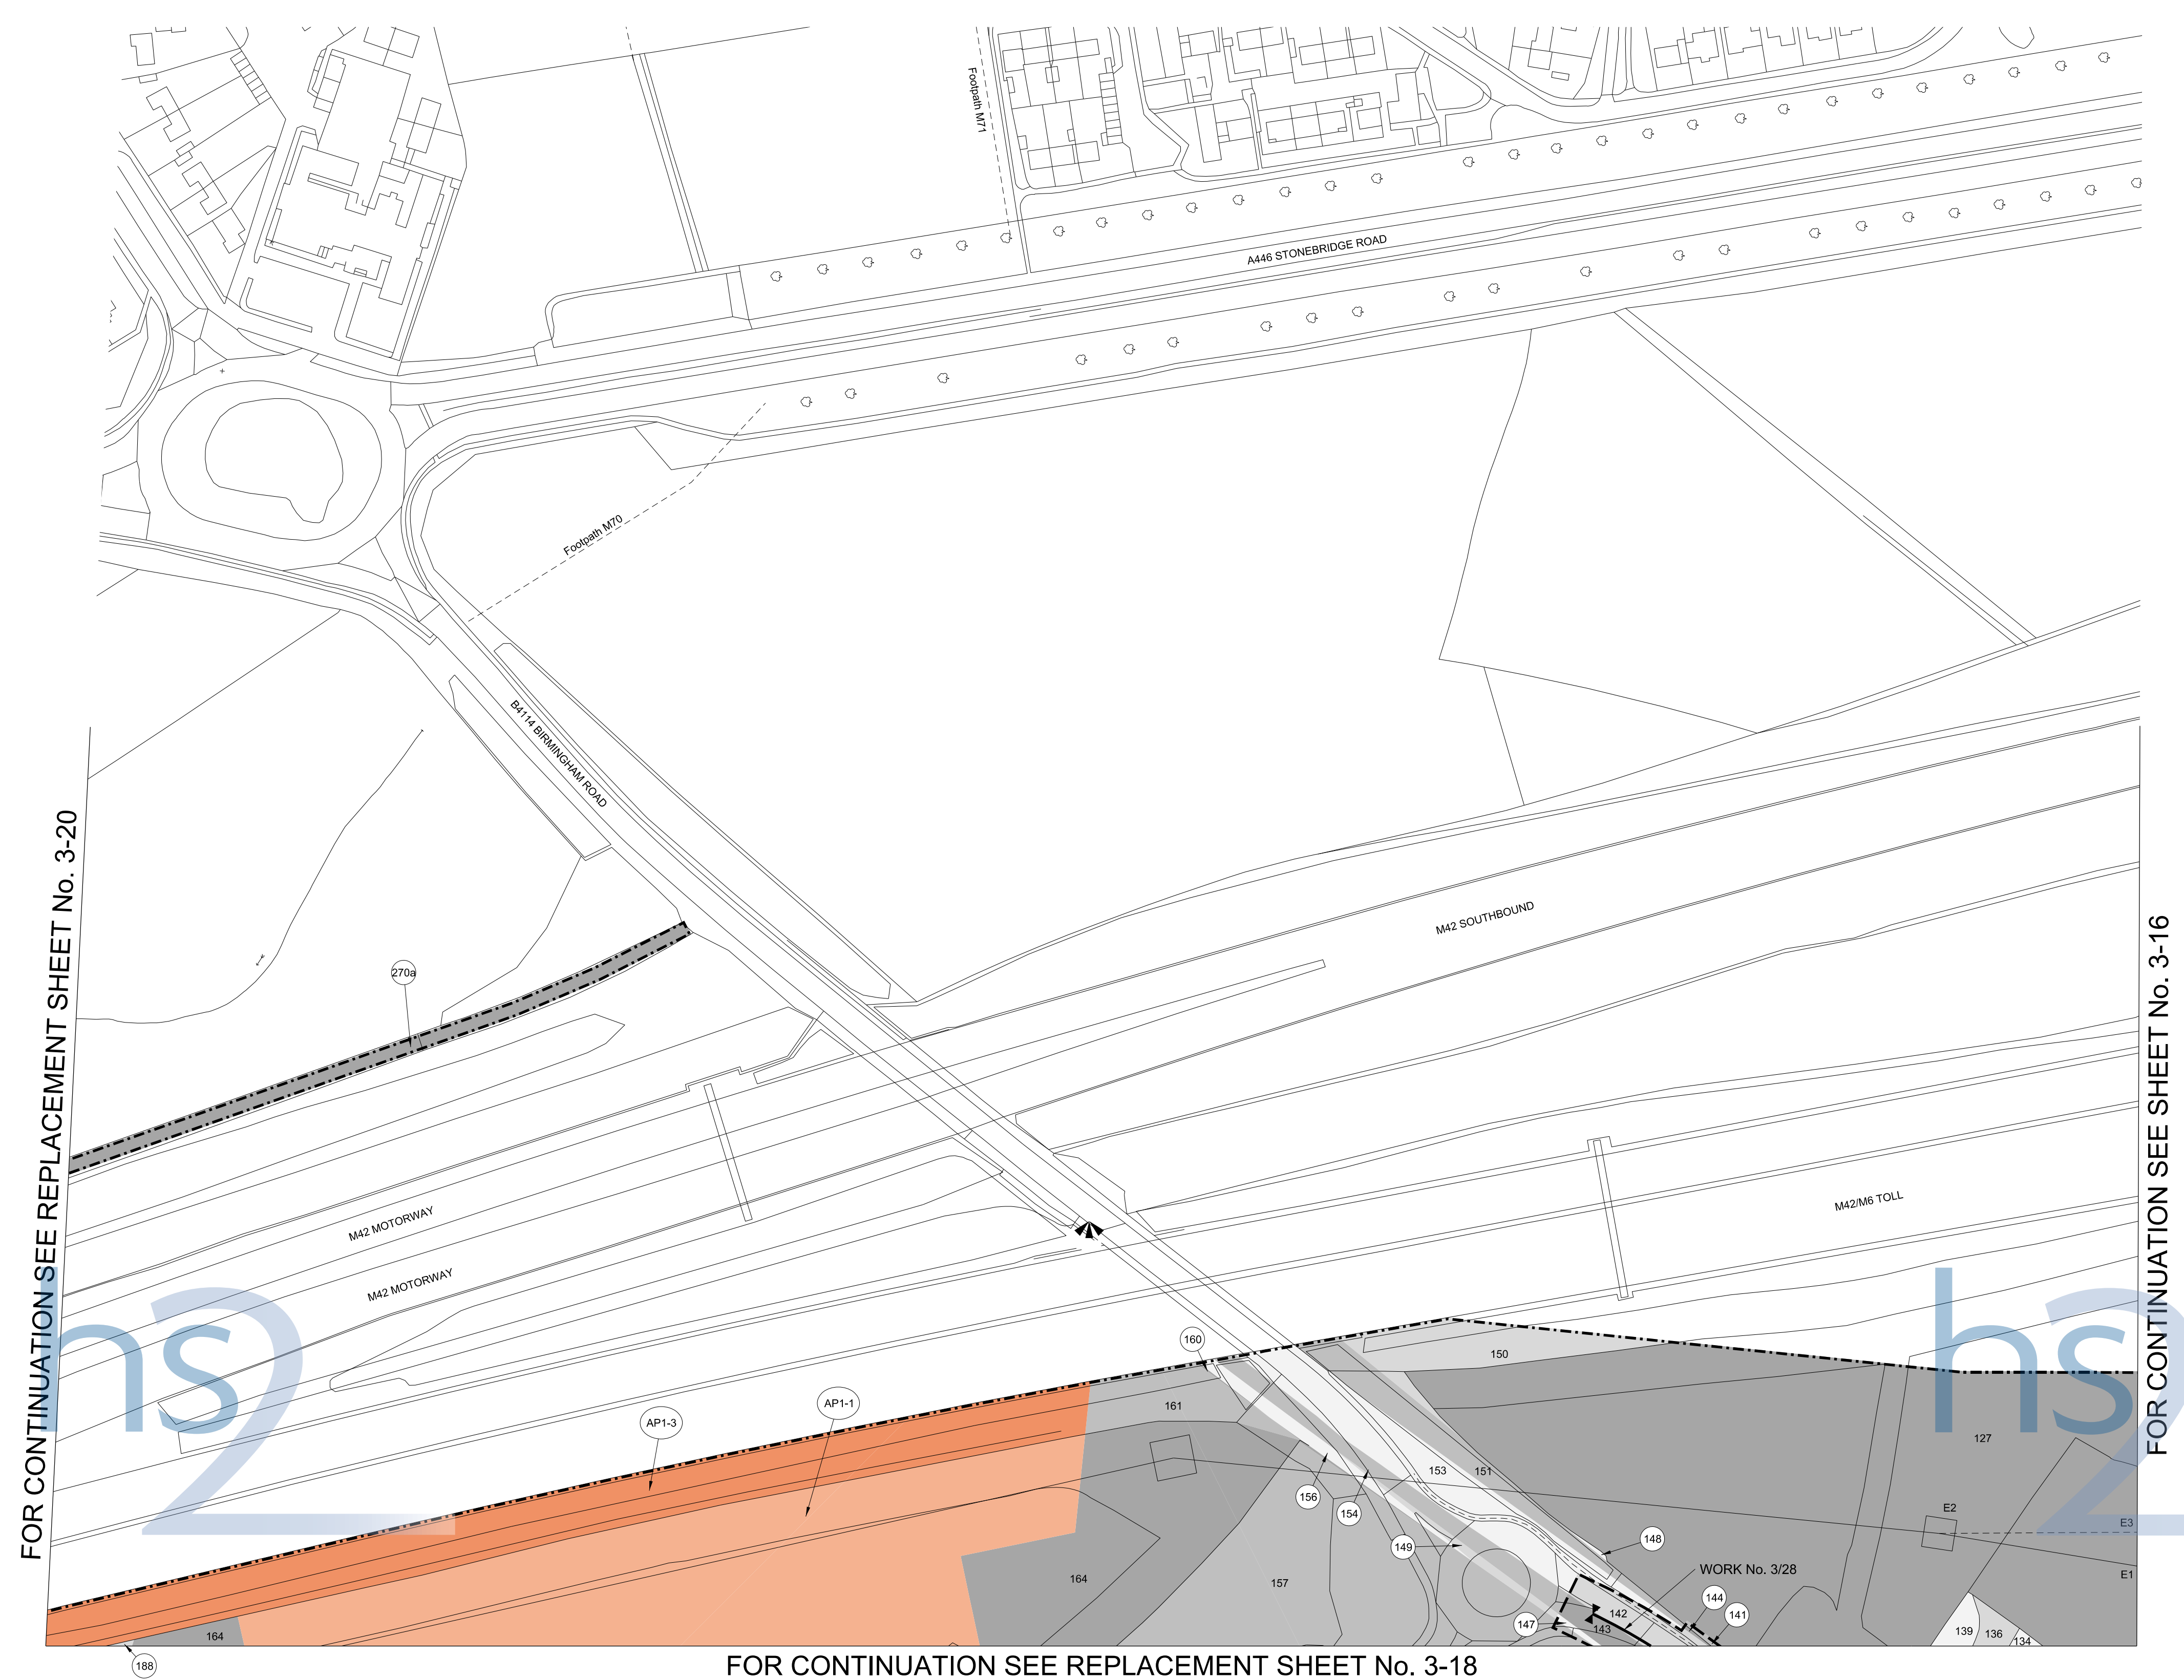 Footpath M71
A446 STONEBRIDGE ROAD
Footpath M70
B4114 BIRMINGHAM ROAD
FOR CONTINUATION SEE REPLACEMENT SHEET No. 3-20
M42 SOUTHBOUND
FOR CONTINUATION SEE SHEET No. 3-16
270a
M42/M6 TOLL
M42 MOTORWAY
M42 MOTORWAY
hs2
hs2
160
150
AP1-1
161
AP1-3
127
153
151
156
154
E2
E3
149
148
WORK No. 3/28
E1
164
157
144
142
141
147
143
139
136
134
164
188
FOR CONTINUATION SEE REPLACEMENT SHEET No. 3-18